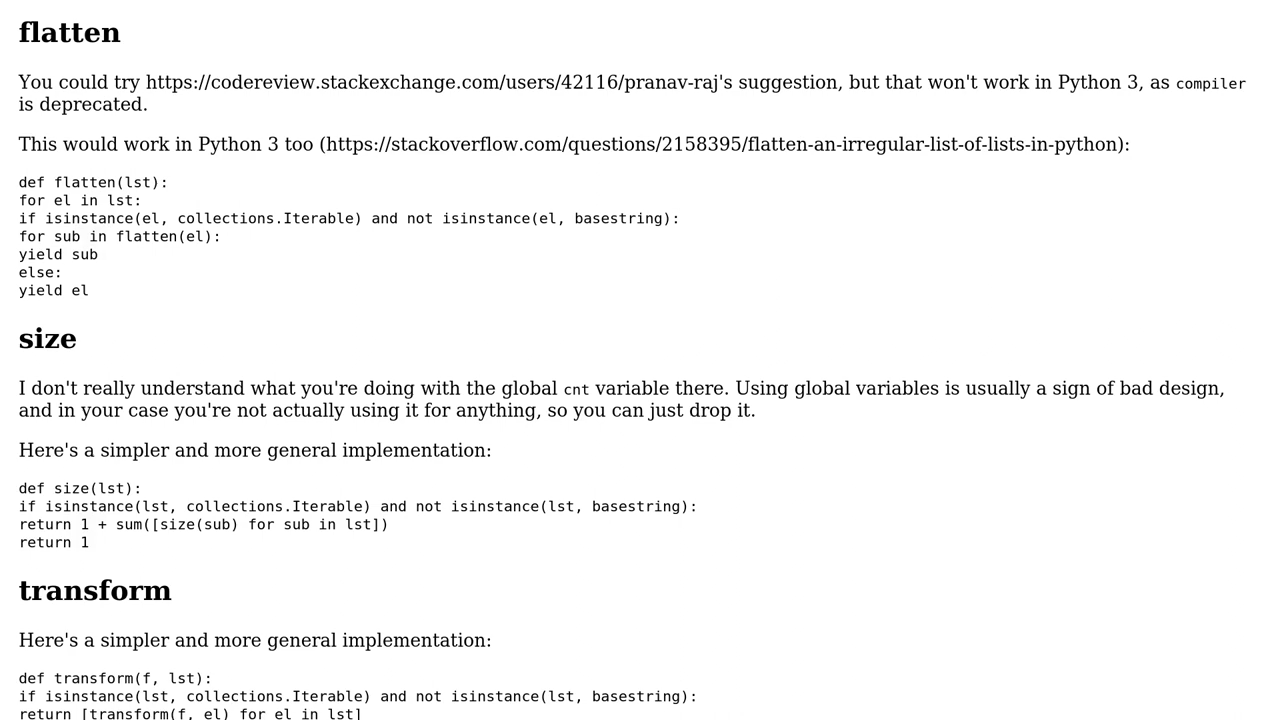 flatten
You could try https://codereview.stackexchange.com/users/42116/pranav-raj's suggestion, but that won't work in Python 3, as compiler
is deprecated.
This would work in Python 3 too (https://stackoverflow.com/questions/2158395/flatten-an-irregular-list-of-lists-in-python):
def flatten(lst):
for el in lst:
if isinstance(el, collections.Iterable) and not isinstance(el, basestring):
for sub in flatten(el):
yield sub
else:
yield el
size
I don't really understand what you're doing with the global cnt variable there. Using global variables is usually a sign of bad design,
and in your case you're not actually using it for anything, so you can just drop it.
Here's a simpler and more general implementation:
def size(lst):
if isinstance(lst, collections.Iterable) and not isinstance(lst, basestring):
return 1 + sum([size(sub) for sub in lst])
return 1
transform
Here's a simpler and more general implementation:
def transform(f, lst):
if isinstance(lst, collections.Iterable) and not isinstance(lst, basestring):
return [transform(f, el) for el in lst]